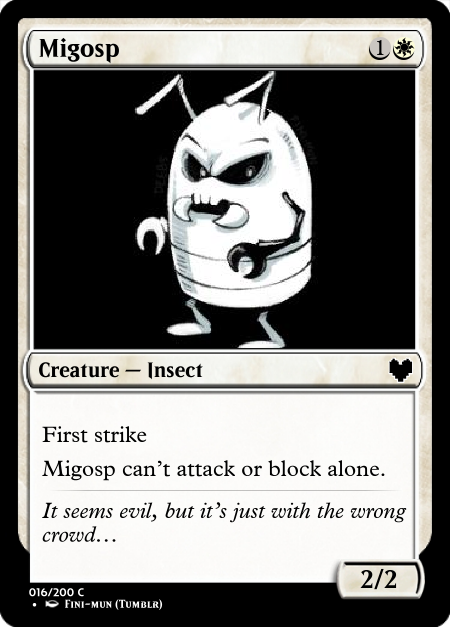 Migosp
1
Creature — Insect
First strike
Migosp can't attack or block alone.
It seems evil, but it's just with the wrong
crowd…
2/2
016/200 C
• Fini-mun (Tumblr)